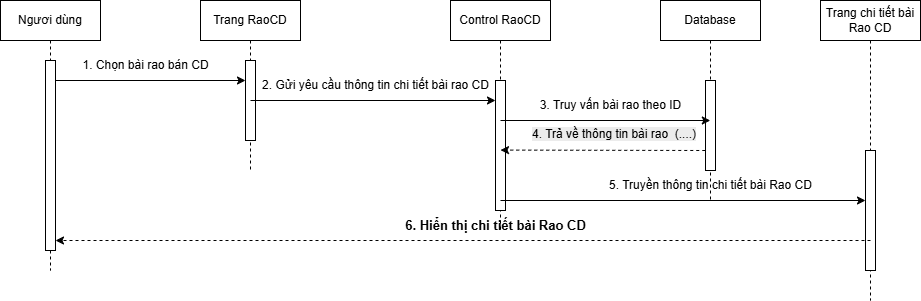 Ngươi dùng
Trang RaoCD
Control RaoCD
Database
Trang chi tiết bài
Rao CD
1. Chọn bài rao bán CD
2. Gửi yêu cầu thông tin chi tiết bài rao CD
3. Truy vấn bài rao theo ID
4. Trả về thông tin bài rao (....)
5. Truyền thông tin chi tiết bài Rao CD
6. Hiển thị chi tiết bài Rao CD